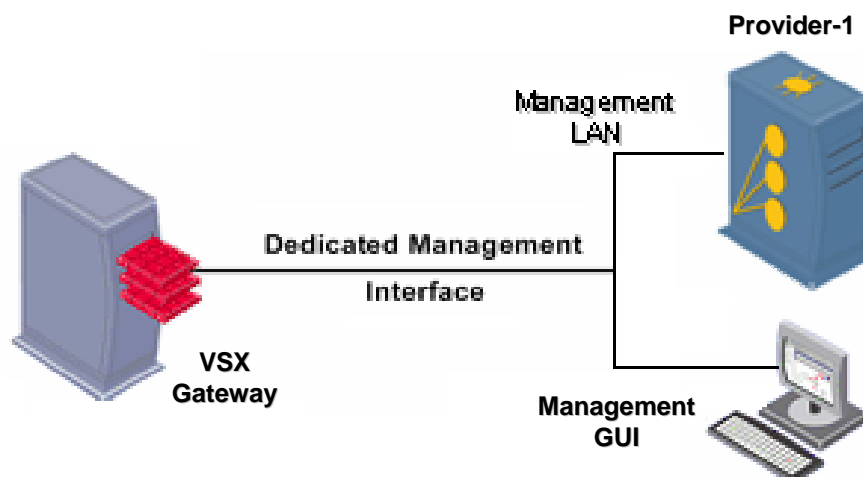 Provider-1
Management
LAN
Dedicated Management
Interface
VSX
Gateway
Management
GUI